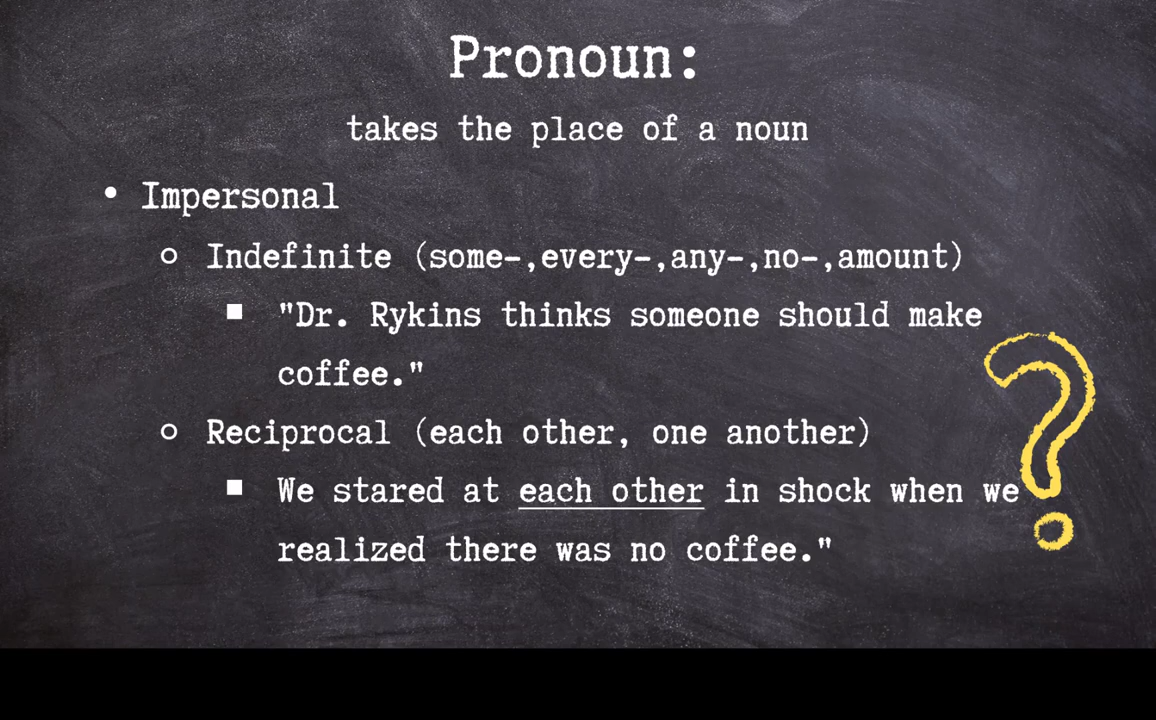 Pronoun:
takes the place of a noun
• Impersonal
○ Indefinite (some-,every-,any-,no-,amount)
■ "Dr. Rykins thinks someone should make
coffee."
○ Reciprocal (each other, one another)
■ We stared at each other in shock when we
realized there was no coffee."
?